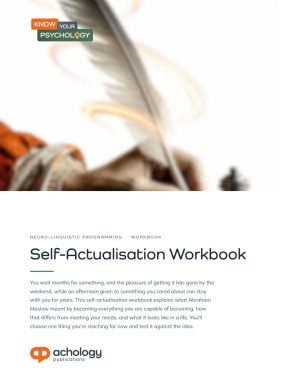 KNOW YOUR
PSYCHOLOGY
NEURO-LINGUISTIC PROGRAMMING WORKBOOK
Self-Actualisation Workbook
You wait months for something, and the pleasure of getting it has gone by the
weekend, while an afternoon given to something you cared about can stay
with you for years. This self-actualisation workbook explains what Abraham
Maslow meant by becoming everything you are capable of becoming, how
that differs from meeting your needs, and what it looks like in a life. You'll
choose one thing you're reaching for now and test it against the idea.
achology
publications